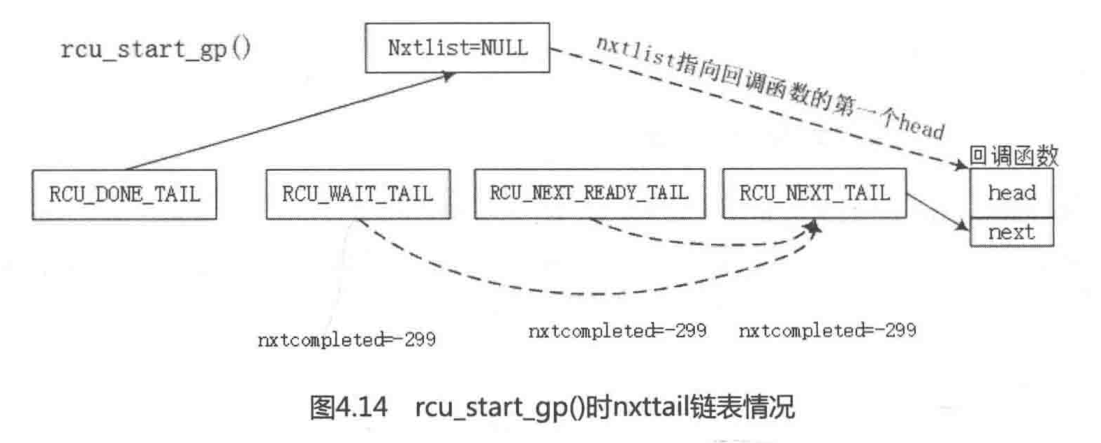 rcu_start_gp()
Nxtlist=NULL
nxtlist指向回调函数的第一个head
回调函数
RCU_DONE_TAIL
RCU_WAIT_TAIL
RCU_NEXT_READY_TAIL
RCU_NEXT_TAIL
head
next
nxtcompleted=-299
nxtcompleted=-299
nxtcompleted=-299
图4.14 rcu_start_gp()时nxttail链表情况